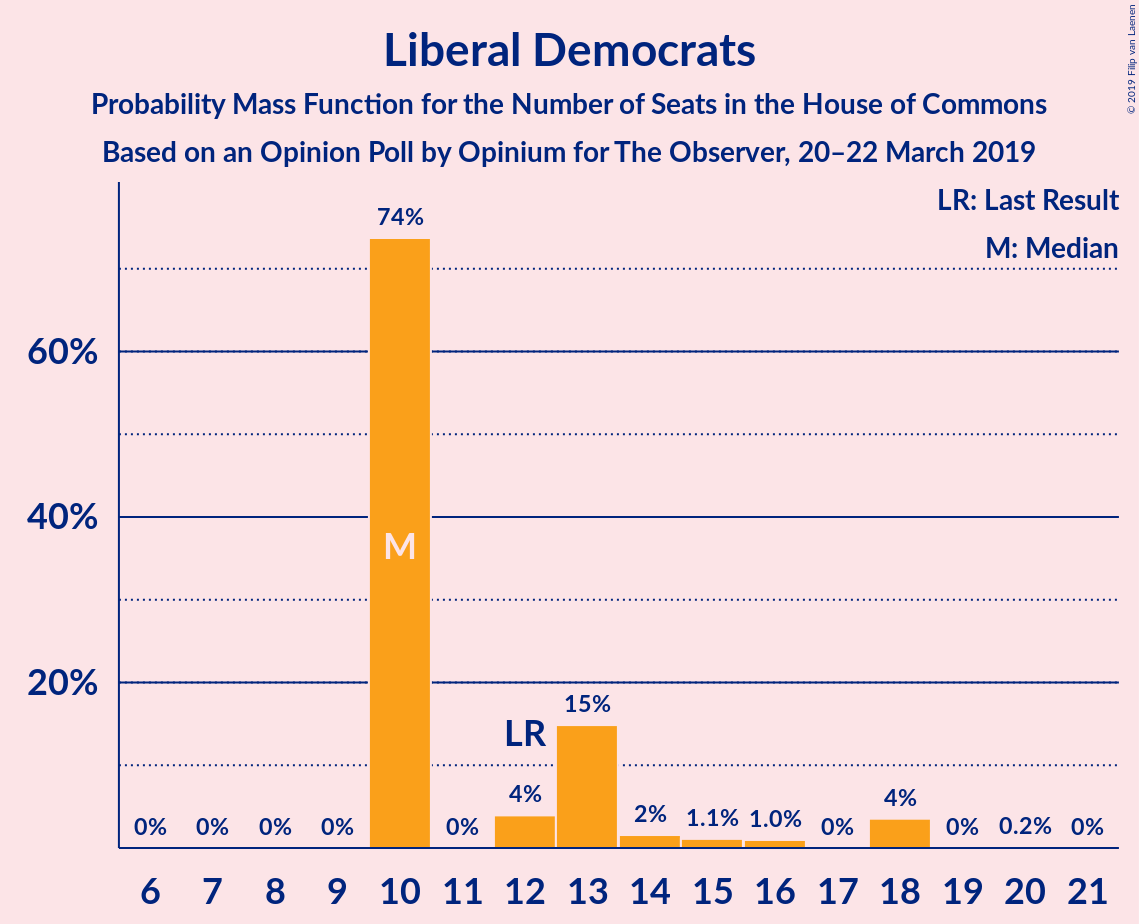 Liberal Democrats
Probability Mass Function for the Number of Seats in the House of Commons
Based on an Opinion Poll by Opinium for The Observer, 20–22 March 2019
© 2019 Filip van Laenen
LR: Last Result
M: Median
60%
40%
20%
0% 0% 0% 0% 74% 0% 4% 15% 2% 1.1% 1.0% 0% 4% 0% 0.2% 0%
M
LR
6 7 8 9 10 11 12 13 14 15 16 17 18 19 20 21